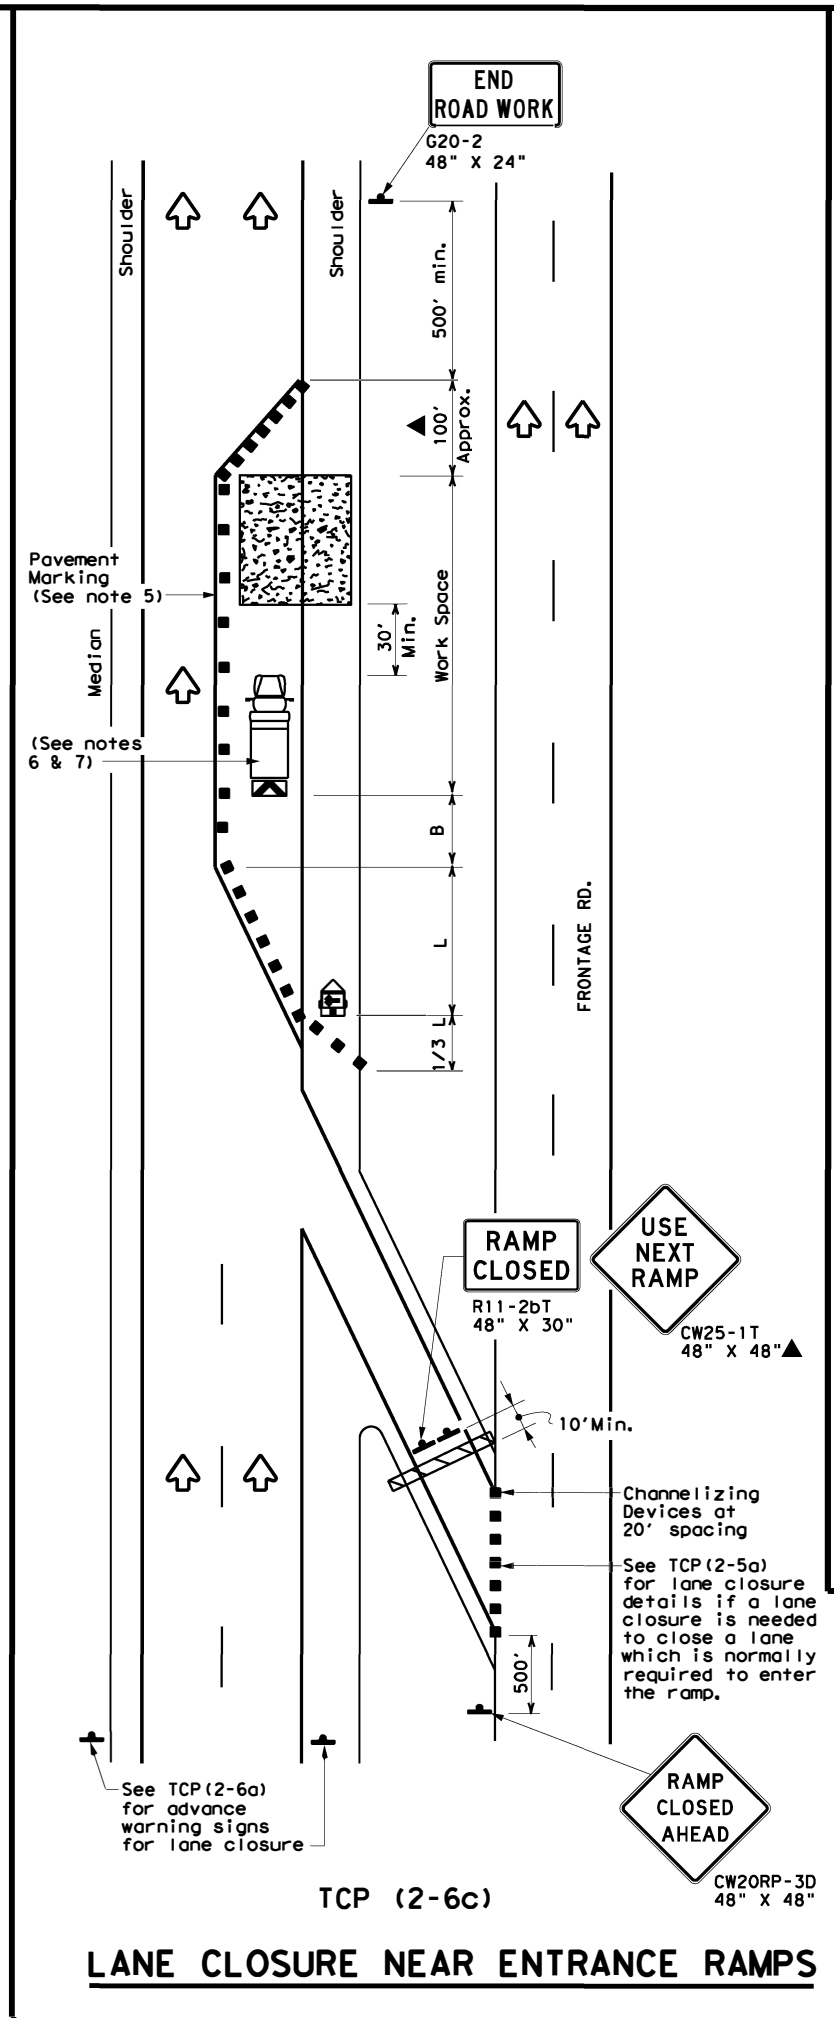 END
ROAD WORK
G20-2
48" X 24"
Shoulder
Shoulder
500' min.
100'
Approx.
Pavement
Marking
(See note 5)
30'
Min.
Work Space
Median
(See notes
6 & 7)
B
L
FRONTAGE RD.
1/3 L
RAMP
CLOSED
R11-2bT
48" X 30"
USE
NEXT
RAMP
CW25-1T
48" X 48"
10'Min.
Channelizing
Devices at
20' spacing
See TCP(2-5a)
for lane closure
details if a lane
closure is needed
to close a lane
which is normally
required to enter
the ramp.
500'
See TCP(2-6a)
for advance
warning signs
for lane closure
RAMP
CLOSED
AHEAD
CW20RP-3D
48" X 48"
TCP (2-6c)
LANE CLOSURE NEAR ENTRANCE RAMPS